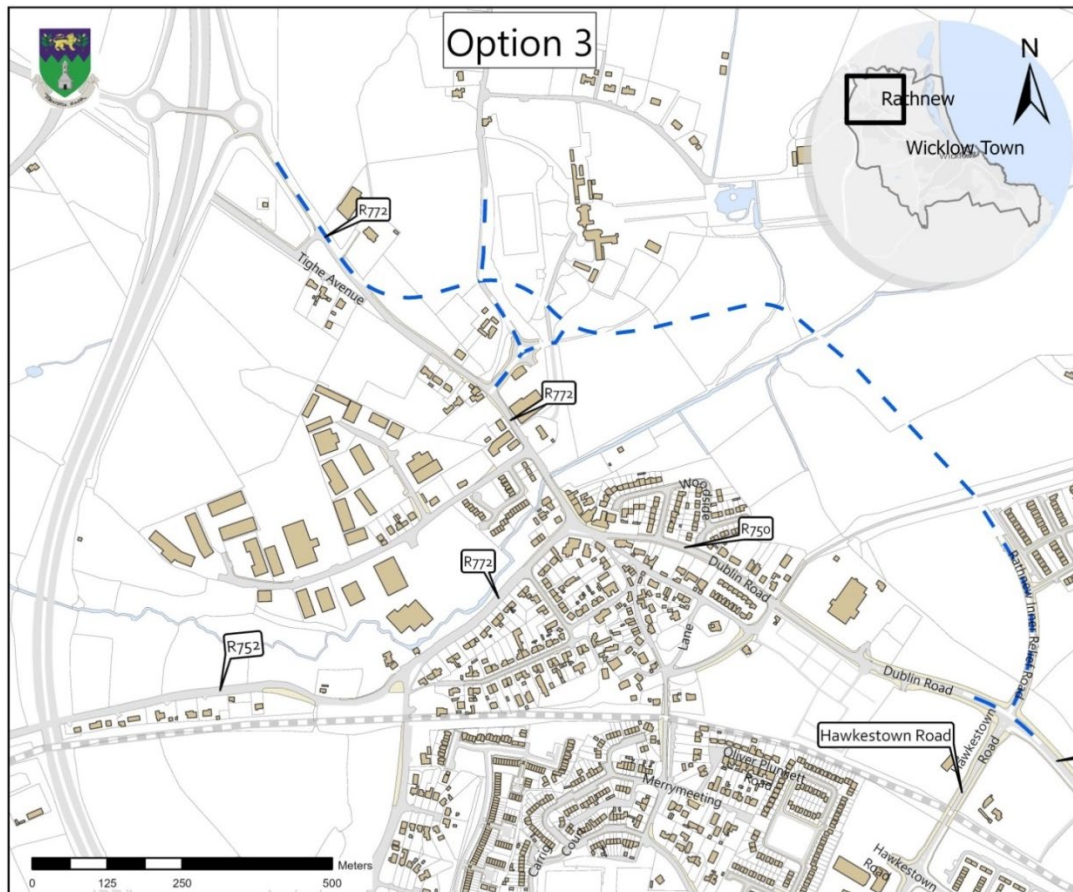 Option 3
N
Rathnew
Wicklow Town
R772
Tighe Avenue
R772
Woodside
R750
R772
Dublin Road
Rathnew Inner Relief Road
Lane
R752
Dublin Road
Hawkestown Road
Hawkestown
Road
Oliver Plunkett
Road
Merrymeeting
Court
Hawkestown
Road
0 125 250 500 Meters